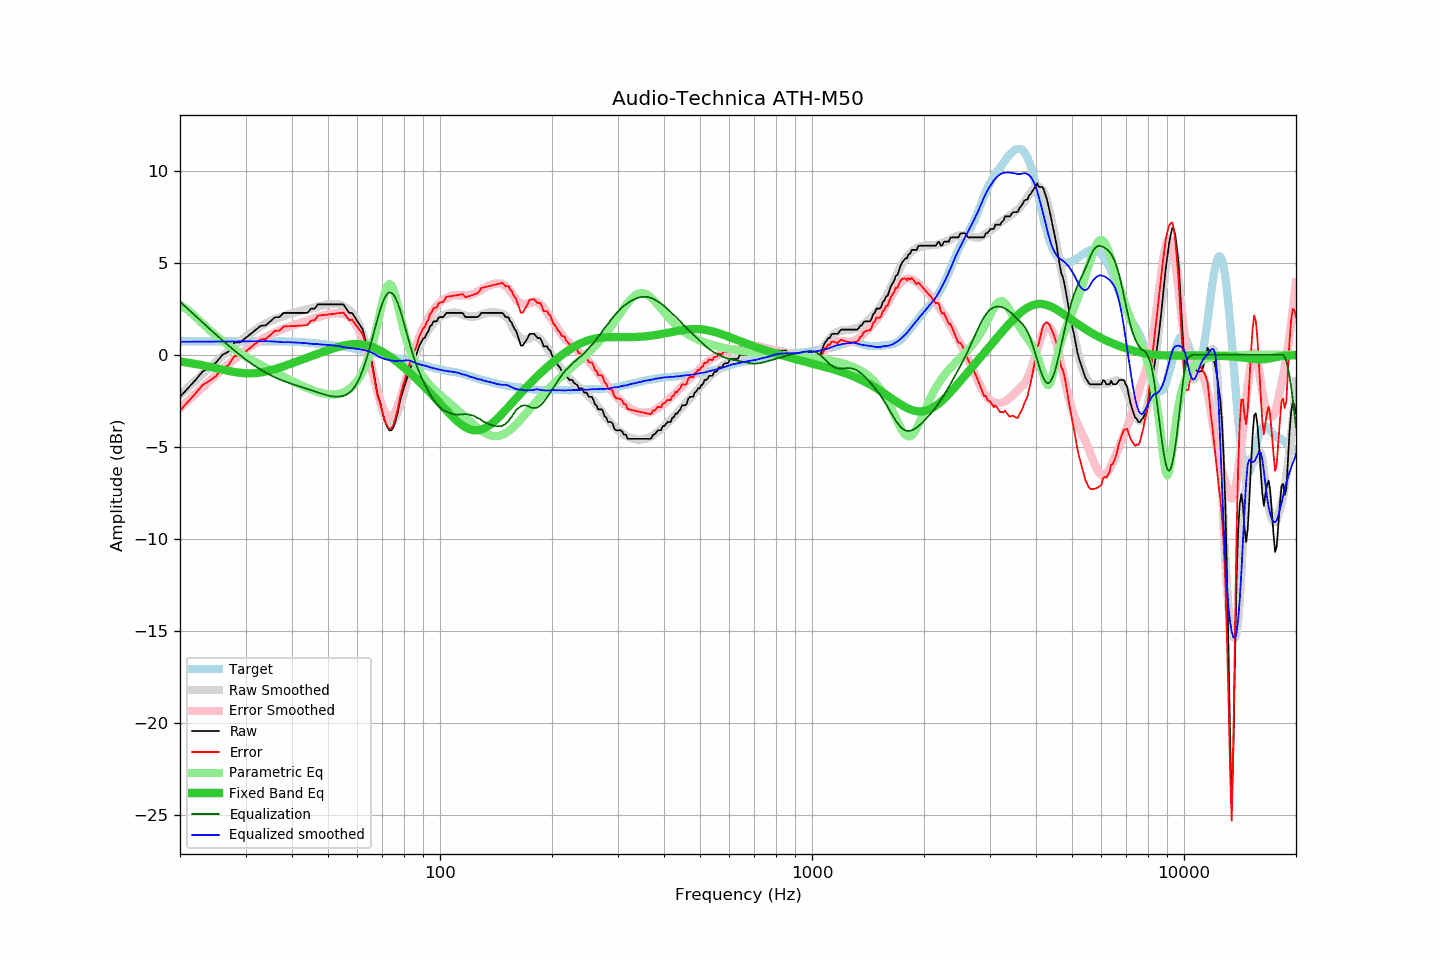 Audio-Technica ATH-M50
Amplitude (dBr)
10
5
0
−5
−10
−15
−20
−25
Target
Raw Smoothed
Error Smoothed
Raw
Error
Parametric Eq
Fixed Band Eq
Equalization
Equalized smoothed
100 1000 10000
Frequency (Hz)